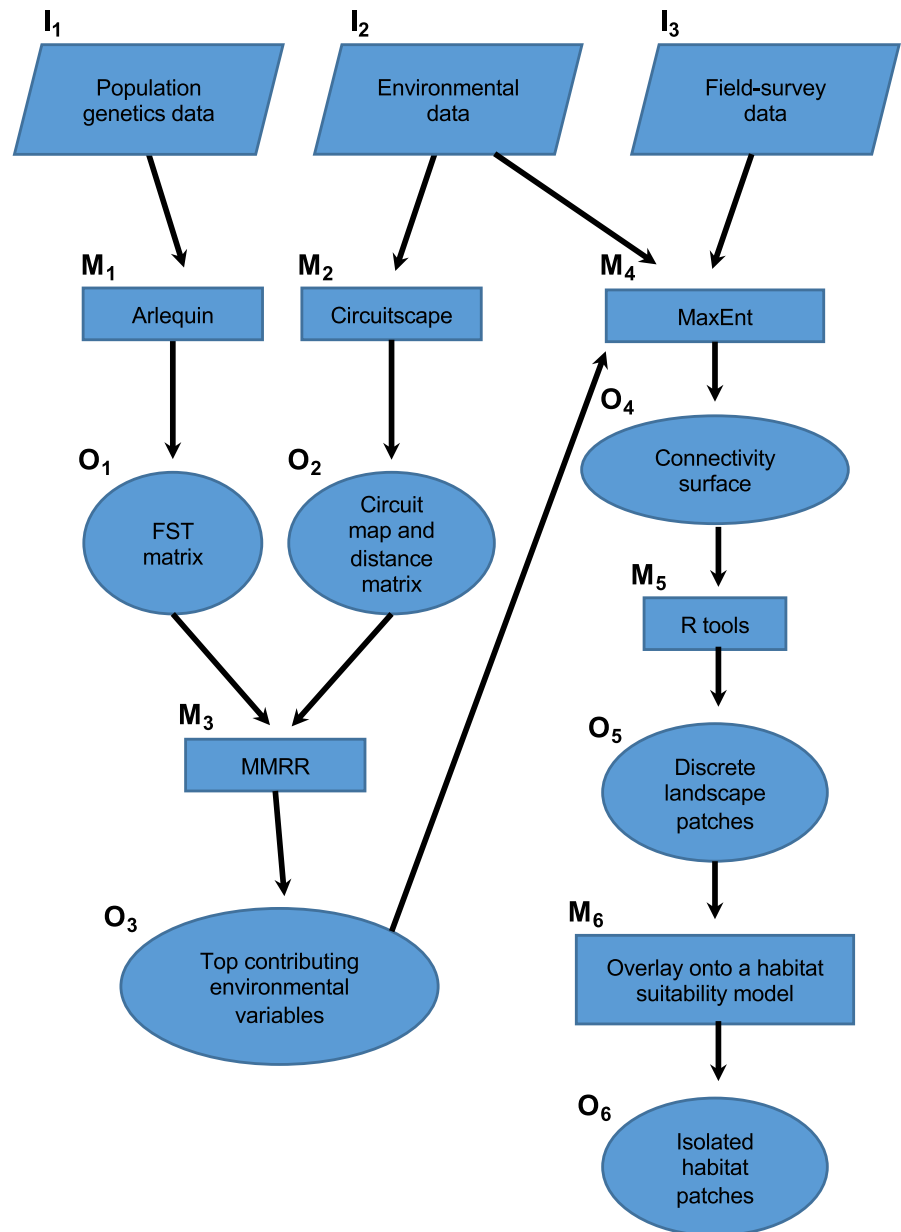 I1
Population
genetics data
I2
Environmental
data
I3
Field-survey
data
M1
Arlequin
M2
Circuitscape
M4
MaxEnt
O1
FST
matrix
O2
Circuit
map and
distance
matrix
O4
Connectivity
surface
M5
R tools
M3
MMRR
O5
Discrete
landscape
patches
O3
Top contributing
environmental
variables
M6
Overlay onto a habitat
suitability model
O6
Isolated
habitat
patches